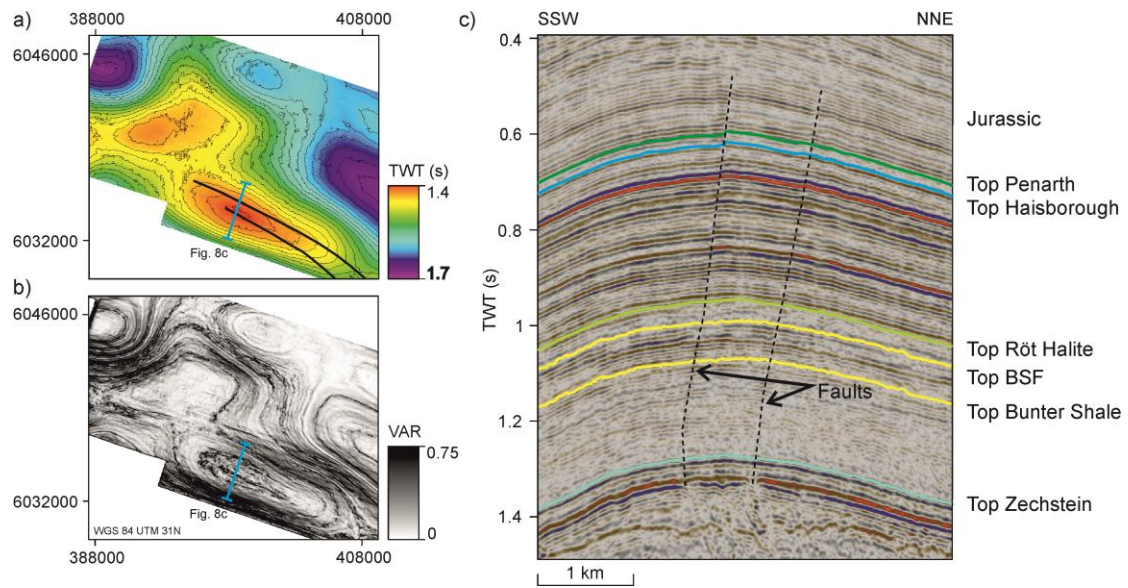 a)
388000
408000
6046000
6032000
Fig. 8c
TWT (s)
1.4
1.7
b)
6046000
6032000
WGS 84 UTM 31N
Fig. 8c
388000
408000
VAR
0.75
0
c)
SSW
NNE
TWT (s)
0.4
0.6
0.8
1
1.2
1.4
Faults
1 km
Jurassic
Top Penarth
Top Haisborough
Top Röt Halite
Top BSF
Top Bunter Shale
Top Zechstein